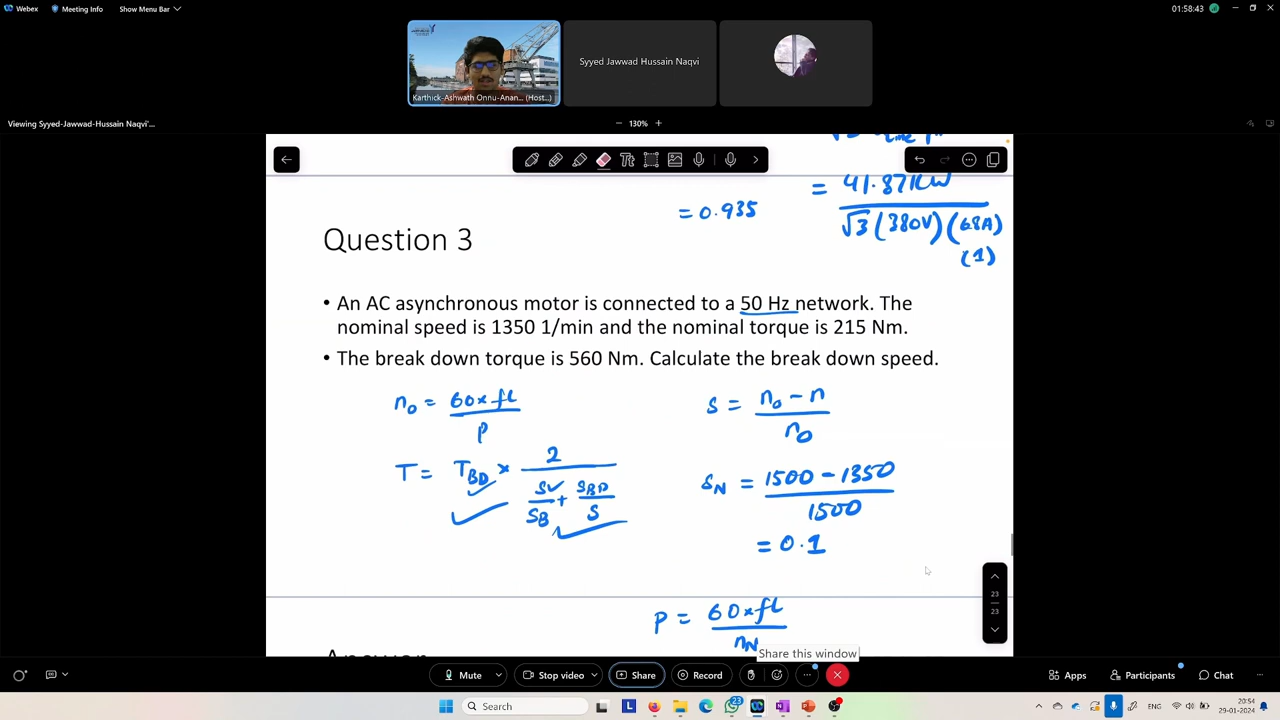 Webex
Meeting Info
Show Menu Bar
01:58:43
Karthick-Ashwath Onnu-Anan... (Host...)
Syyed Jawwad Hussain Naqvi
Viewing Syyed-Jawwad-Hussain Naqvi'...
− 130% +
= 41.87KW
√3 (380V) (68A)
(1)
= 0.935
Question 3
• An AC asynchronous motor is connected to a 50 Hz network. The
nominal speed is 1350 1/min and the nominal torque is 215 Nm.
• The break down torque is 560 Nm. Calculate the break down speed.
n0 = 60×fL / P
S = n0 − n / n0
T = TBD × 2 / S/SB + SBD/S
SN = 1500 − 1350 / 1500
= 0.1
P = 60×fL / nN
23
23
Share this window
Mute
Stop video
Share
Record
Apps
Participants
Chat
Search
23
20:54
29-01-2024